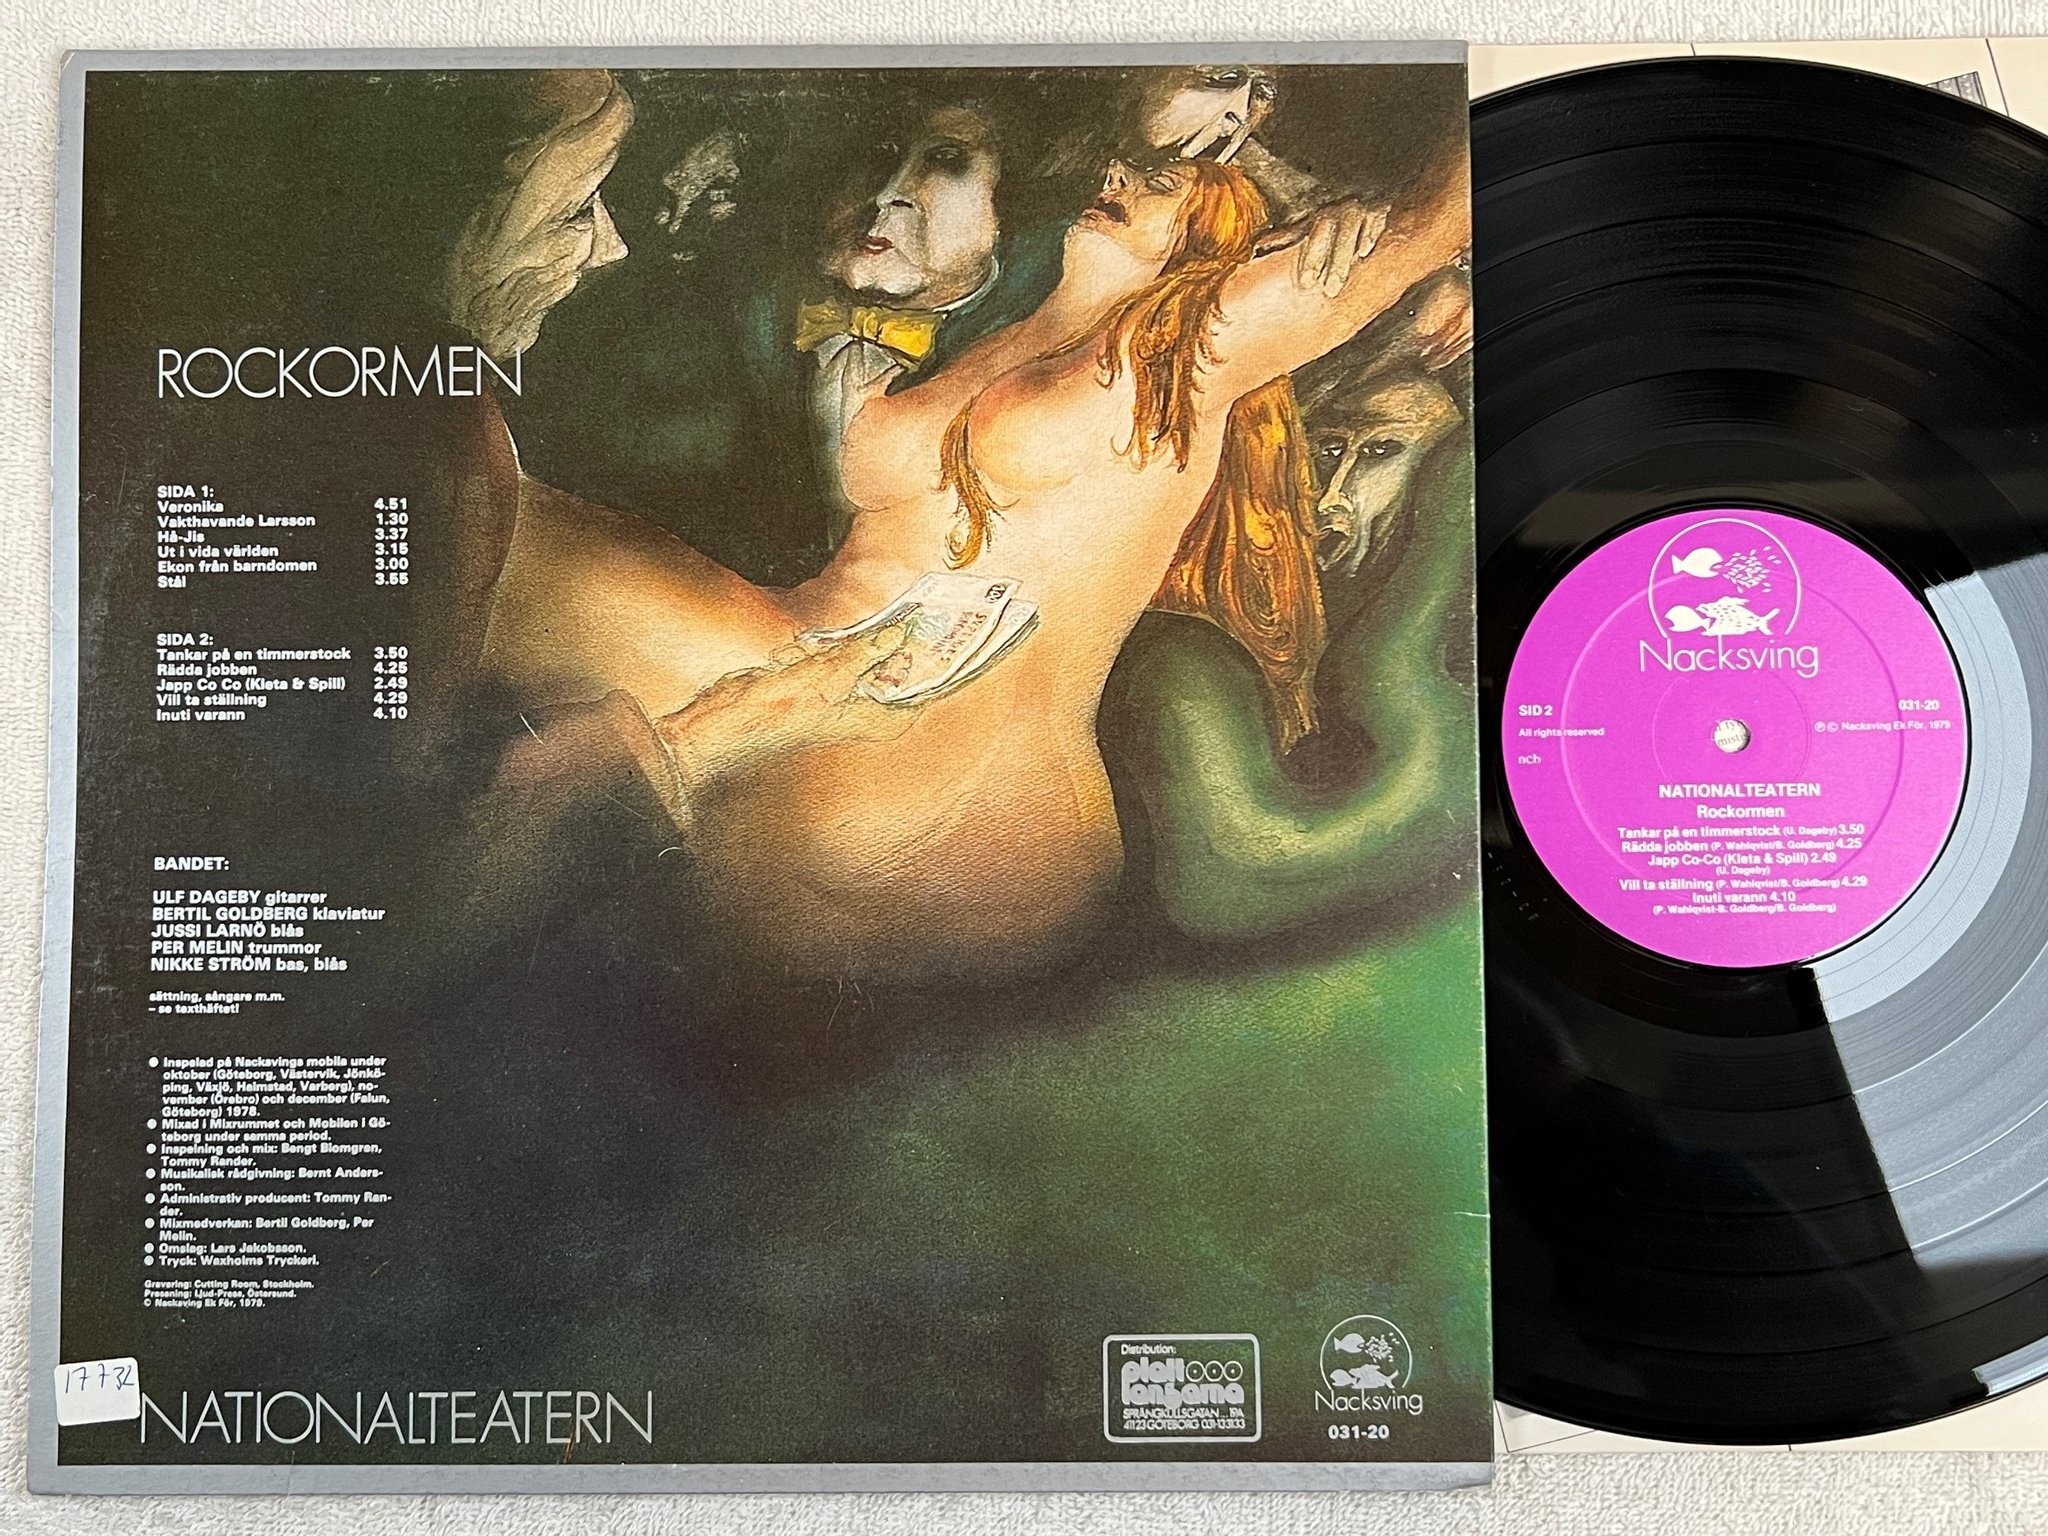 ROCKORMEN
SIDA 1:
Veronika 4.51
Vakthavande Larsson 1.30
Hå-Jis 3.37
Ut i vida världen 3.15
Ekon från barndomen 3.00
Stål 3.55
SIDA 2:
Tankar på en timmerstock 3.50
Rädda jobben 4.25
Japp Co Co (Kleta & Spill) 2.49
Vill ta ställning 4.29
Inuti varann 4.10
BANDET:
ULF DAGEBY gitarrer
BERTIL GOLDBERG klaviatur
JUSSI LARNÖ blås
PER MELIN trummor
NIKKE STRÖM bas, blås
sättning, sångare m.m.
– se texthäftet!
Inspelad på Nacksvings mobila under
oktober (Göteborg, Västervik, Jönkö-
ping, Växjö, Halmstad, Varberg), no-
vember (Örebro) och december (Falun,
Göteborg) 1978.
Mixad i Mixrummet och Mobilen i Gö-
teborg under samma period.
Inspelning och mix: Bengt Blomgren,
Tommy Rander.
Musikalisk rådgivning: Bernt Anders-
son.
Administrativ producent: Tommy Ran-
der.
Mixmedverkan: Bertil Goldberg, Per
Melin.
Omslag: Lars Jakobsson.
Tryck: Waxholms Tryckeri.
Gravering: Cutting Room, Stockholm.
Pressning: Ljud-Press, Östersund.
© Nacksving Ek För, 1979.
17732
NATIONALTEATERN
Distribution:
platt
langarna
SPRÄNGKULLSGATAN 19A
411 23 GÖTEBORG 031-13 31 33
Nacksving
031-20
100
Nacksving
SID 2 031-20
All rights reserved ℗ © Nacksving Ek För, 1979
ncb
NATIONALTEATERN
Rockormen
Tankar på en timmerstock (U. Dageby) 3.50
Rädda jobben (P. Wahlqvist/B. Goldberg) 4.25
Japp Co-Co (Kleta & Spill) 2.49
(U. Dageby)
Vill ta ställning (P. Wahlqvist/B. Goldberg) 4.29
Inuti varann 4.10
(P. Wahlqvist-B. Goldberg/B. Goldberg)